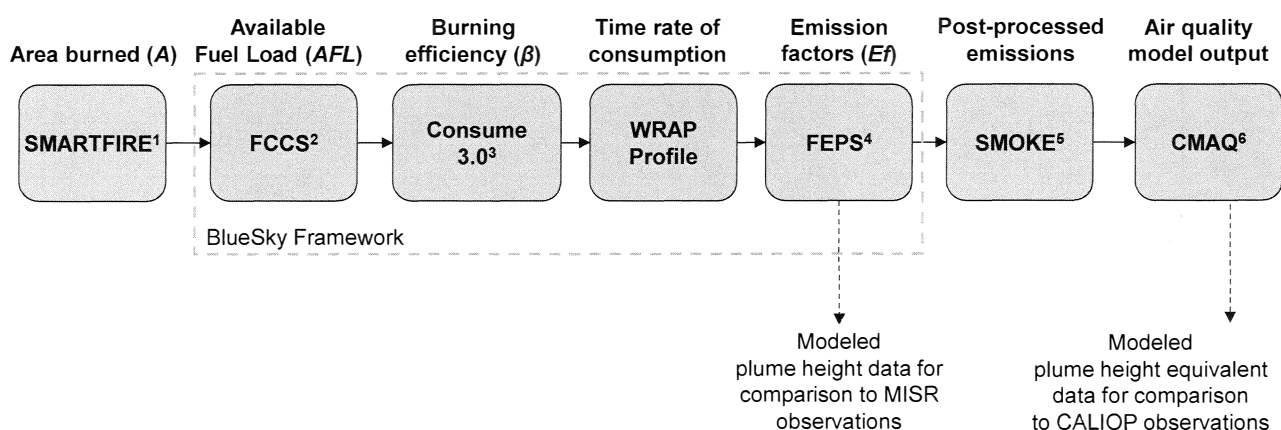 Area burned (A)
Available
Fuel Load (AFL)
Burning
efficiency (β)
Time rate of
consumption
Emission
factors (Ef)
Post-processed
emissions
Air quality
model output
SMARTFIRE¹
FCCS²
Consume
3.0³
WRAP
Profile
FEPS⁴
SMOKE⁵
CMAQ⁶
BlueSky Framework
Modeled
plume height data for
comparison to MISR
observations
Modeled
plume height equivalent
data for comparison
to CALIOP observations